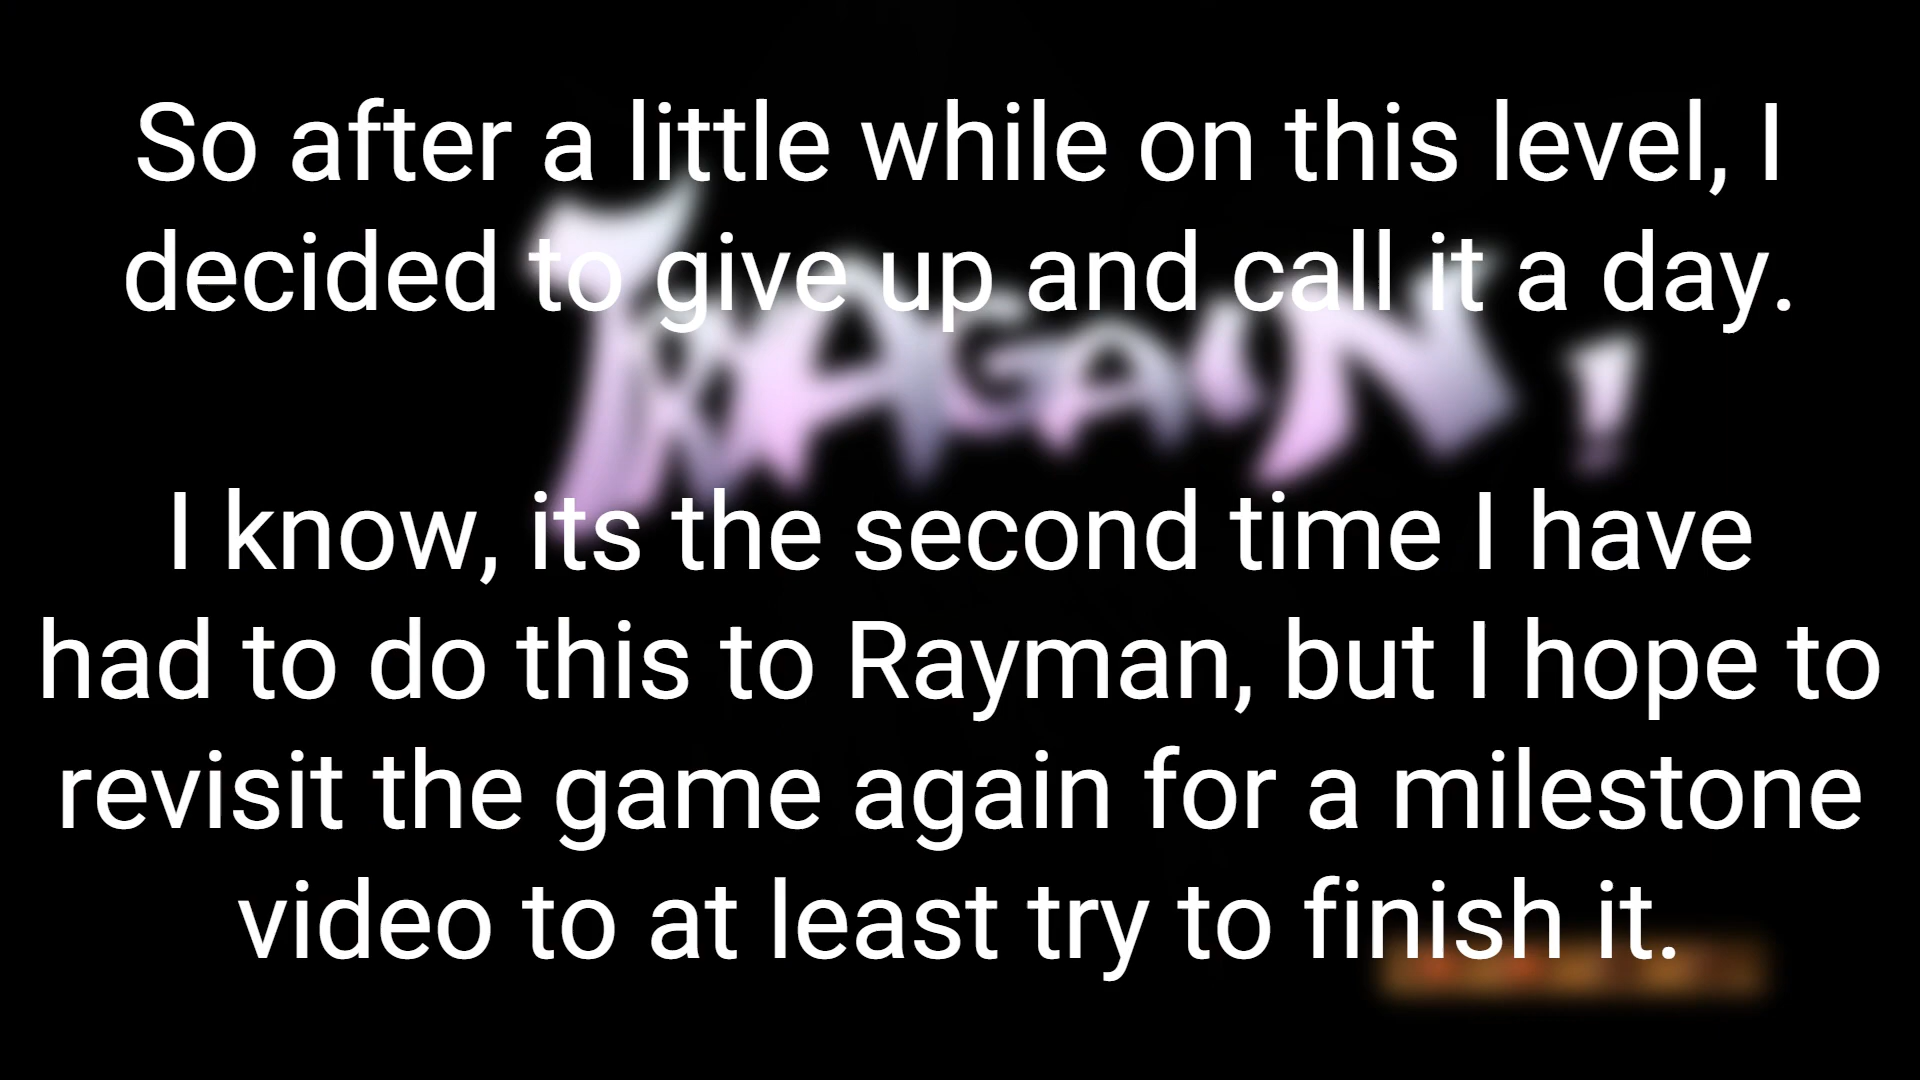 So after a little while on this level, I
decided to give up and call it a day.
I know, its the second time I have
had to do this to Rayman, but I hope to
revisit the game again for a milestone
video to at least try to finish it.